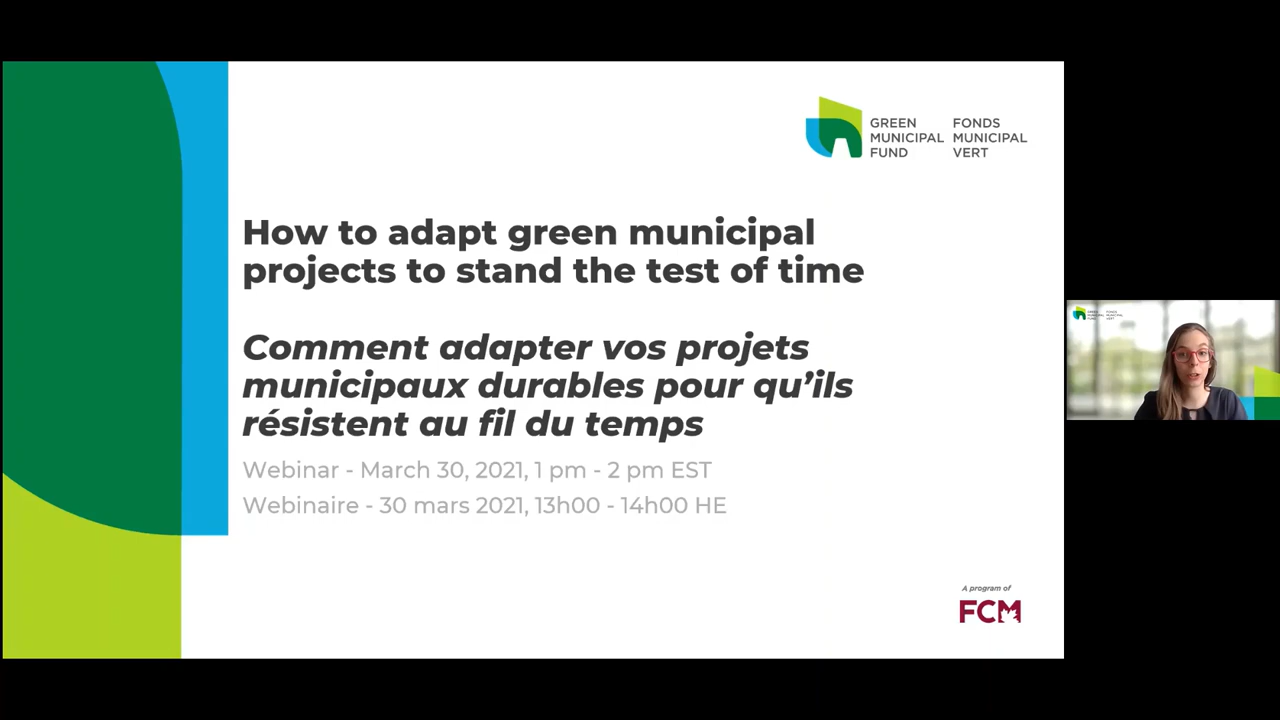 GREEN
MUNICIPAL
FUND
FONDS
MUNICIPAL
VERT
How to adapt green municipal
projects to stand the test of time
Comment adapter vos projets
municipaux durables pour qu’ils
résistent au fil du temps
Webinar - March 30, 2021, 1 pm - 2 pm EST
Webinaire - 30 mars 2021, 13h00 - 14h00 HE
A program of
FCM